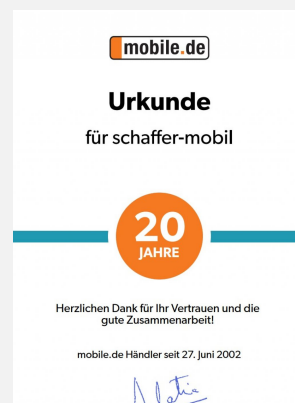 mobile.de
Urkunde
für schaffer-mobil
20
JAHRE
Herzlichen Dank für Ihr Vertrauen und die
gute Zusammenarbeit!
mobile.de Händler seit 27. Juni 2002